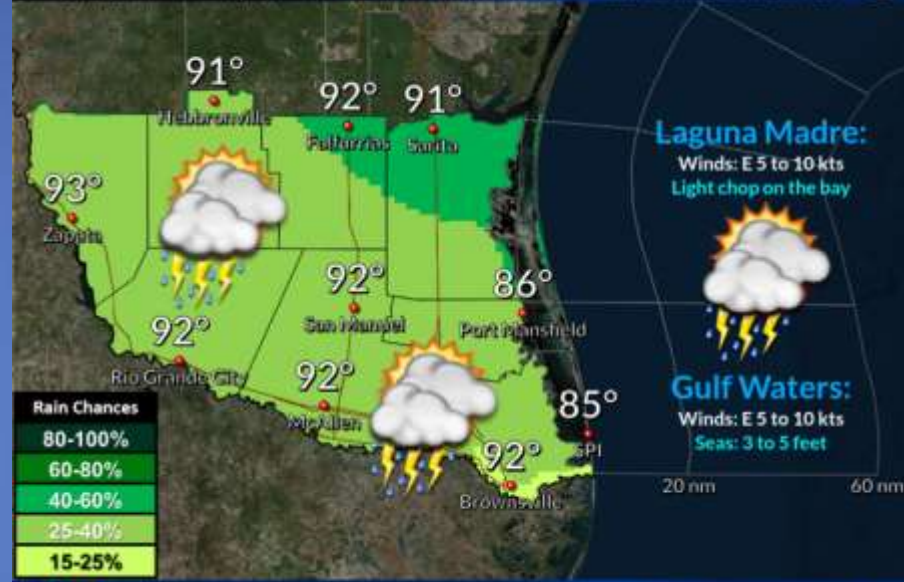 91°
Hebbronville
92°
Falfurrias
91°
Sarita
93°
Zapata
92°
San Manuel
86°
Port Mansfield
92°
Rio Grande City
92°
McAllen
85°
SPI
92°
Brownsville
Laguna Madre:
Winds: E 5 to 10 kts
Light chop on the bay
Gulf Waters:
Winds: E 5 to 10 kts
Seas: 3 to 5 feet
20 nm
60 nm
Rain Chances
80-100%
60-80%
40-60%
25-40%
15-25%